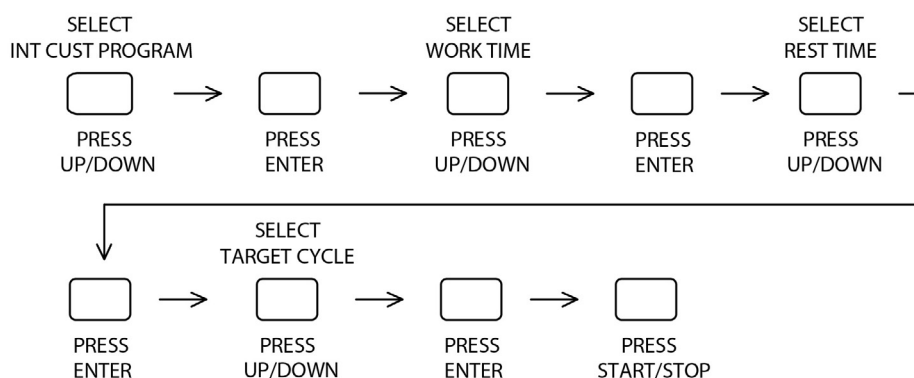 SELECT
INT CUST PROGRAM
PRESS
UP/DOWN
PRESS
ENTER
SELECT
WORK TIME
PRESS
UP/DOWN
PRESS
ENTER
SELECT
REST TIME
PRESS
UP/DOWN
PRESS
ENTER
SELECT
TARGET CYCLE
PRESS
UP/DOWN
PRESS
ENTER
PRESS
START/STOP